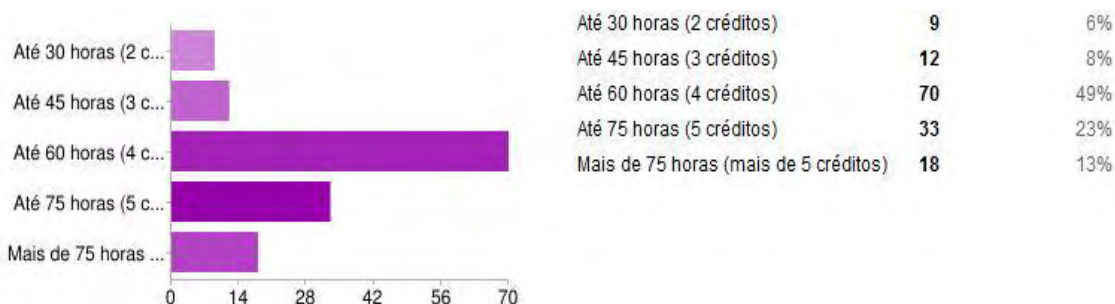 Até 30 horas (2 c...
Até 45 horas (3 c...
Até 60 horas (4 c...
Até 75 horas (5 c...
Mais de 75 horas ...
0 14 28 42 56 70
Até 30 horas (2 créditos) 9 6%
Até 45 horas (3 créditos) 12 8%
Até 60 horas (4 créditos) 70 49%
Até 75 horas (5 créditos) 33 23%
Mais de 75 horas (mais de 5 créditos) 18 13%